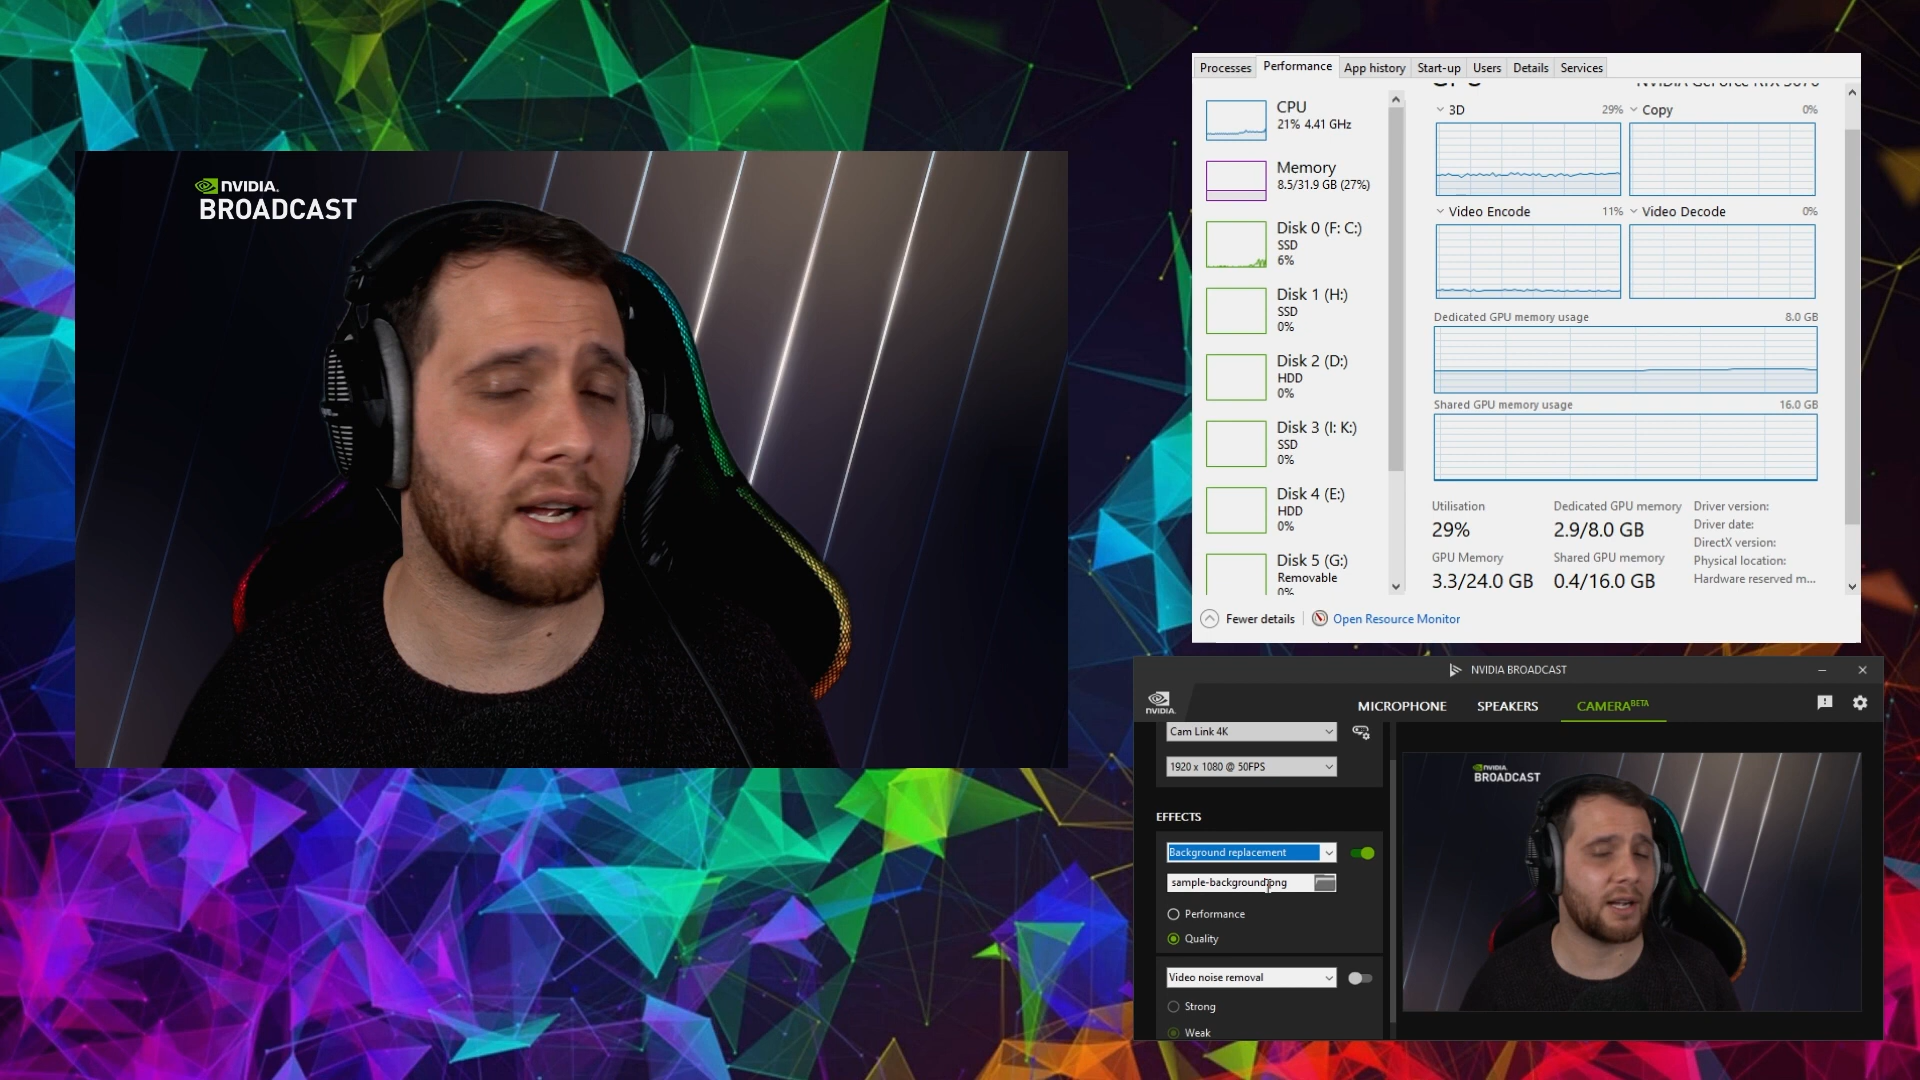 NVIDIA.
BROADCAST
Processes
Performance
App history
Start-up
Users
Details
Services
CPU
21% 4.41 GHz
Memory
8.5/31.9 GB (27%)
Disk 0 (F: C:)
SSD
6%
Disk 1 (H:)
SSD
0%
Disk 2 (D:)
HDD
0%
Disk 3 (I: K:)
SSD
0%
Disk 4 (E:)
HDD
0%
Disk 5 (G:)
Removable
0%
3D
29%
Copy
0%
Video Encode
11%
Video Decode
0%
Dedicated GPU memory usage
8.0 GB
Shared GPU memory usage
16.0 GB
Utilisation
29%
Dedicated GPU memory
2.9/8.0 GB
GPU Memory
3.3/24.0 GB
Shared GPU memory
0.4/16.0 GB
Driver version:
Driver date:
DirectX version:
Physical location:
Hardware reserved m...
Fewer details
Open Resource Monitor
NVIDIA BROADCAST
NVIDIA.
MICROPHONE
SPEAKERS
CAMERA BETA
Cam Link 4K
1920 x 1080 @ 50FPS
EFFECTS
Background replacement
sample-background.png
Performance
Quality
Video noise removal
Strong
Weak
NVIDIA.
BROADCAST